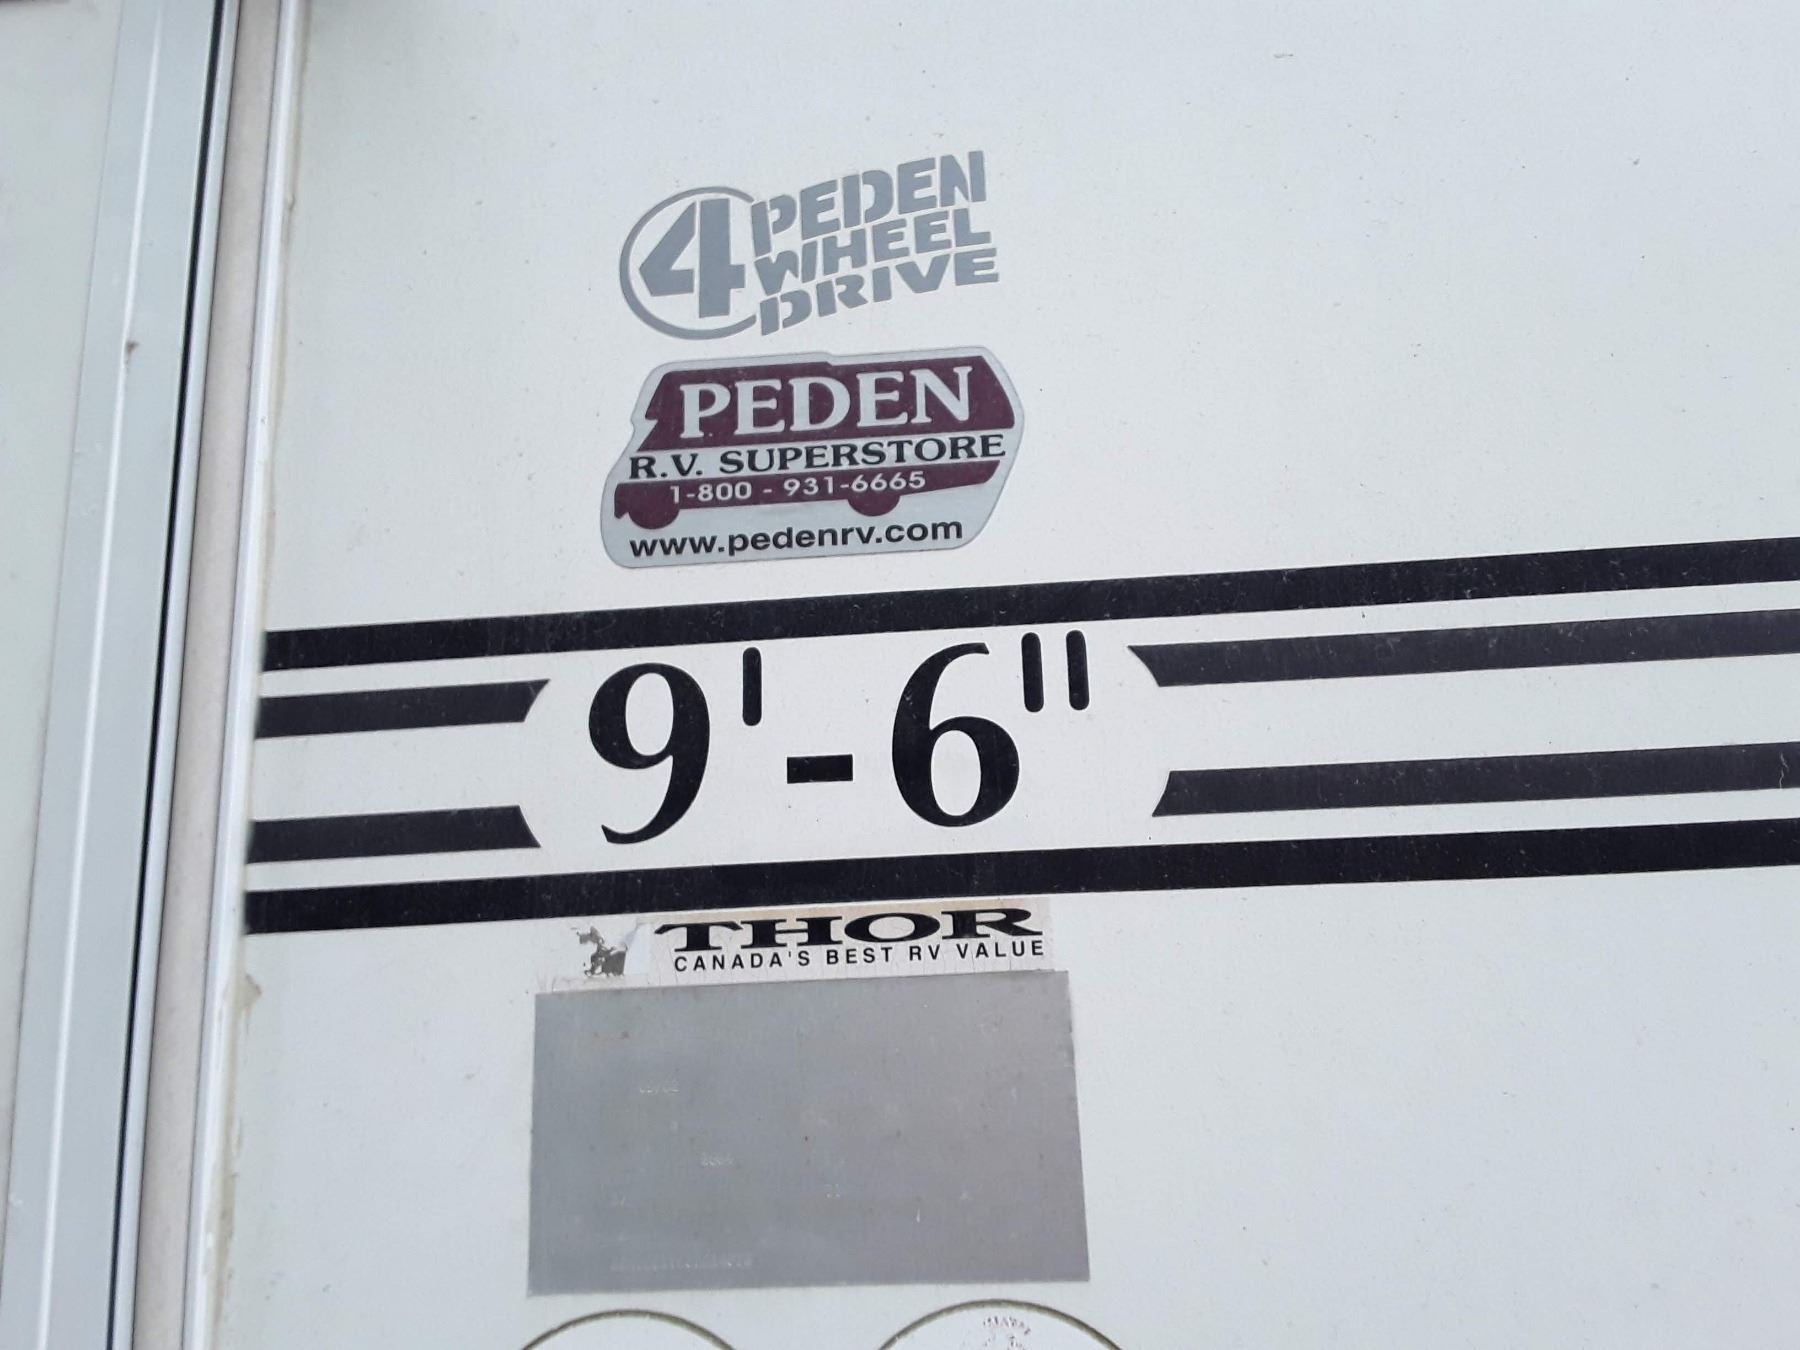 4 PEDEN
WHEEL
DRIVE
PEDEN
R.V. SUPERSTORE
1-800 - 931-6665
www.pedenrv.com
9'-6"
THOR
CANADA'S BEST RV VALUE